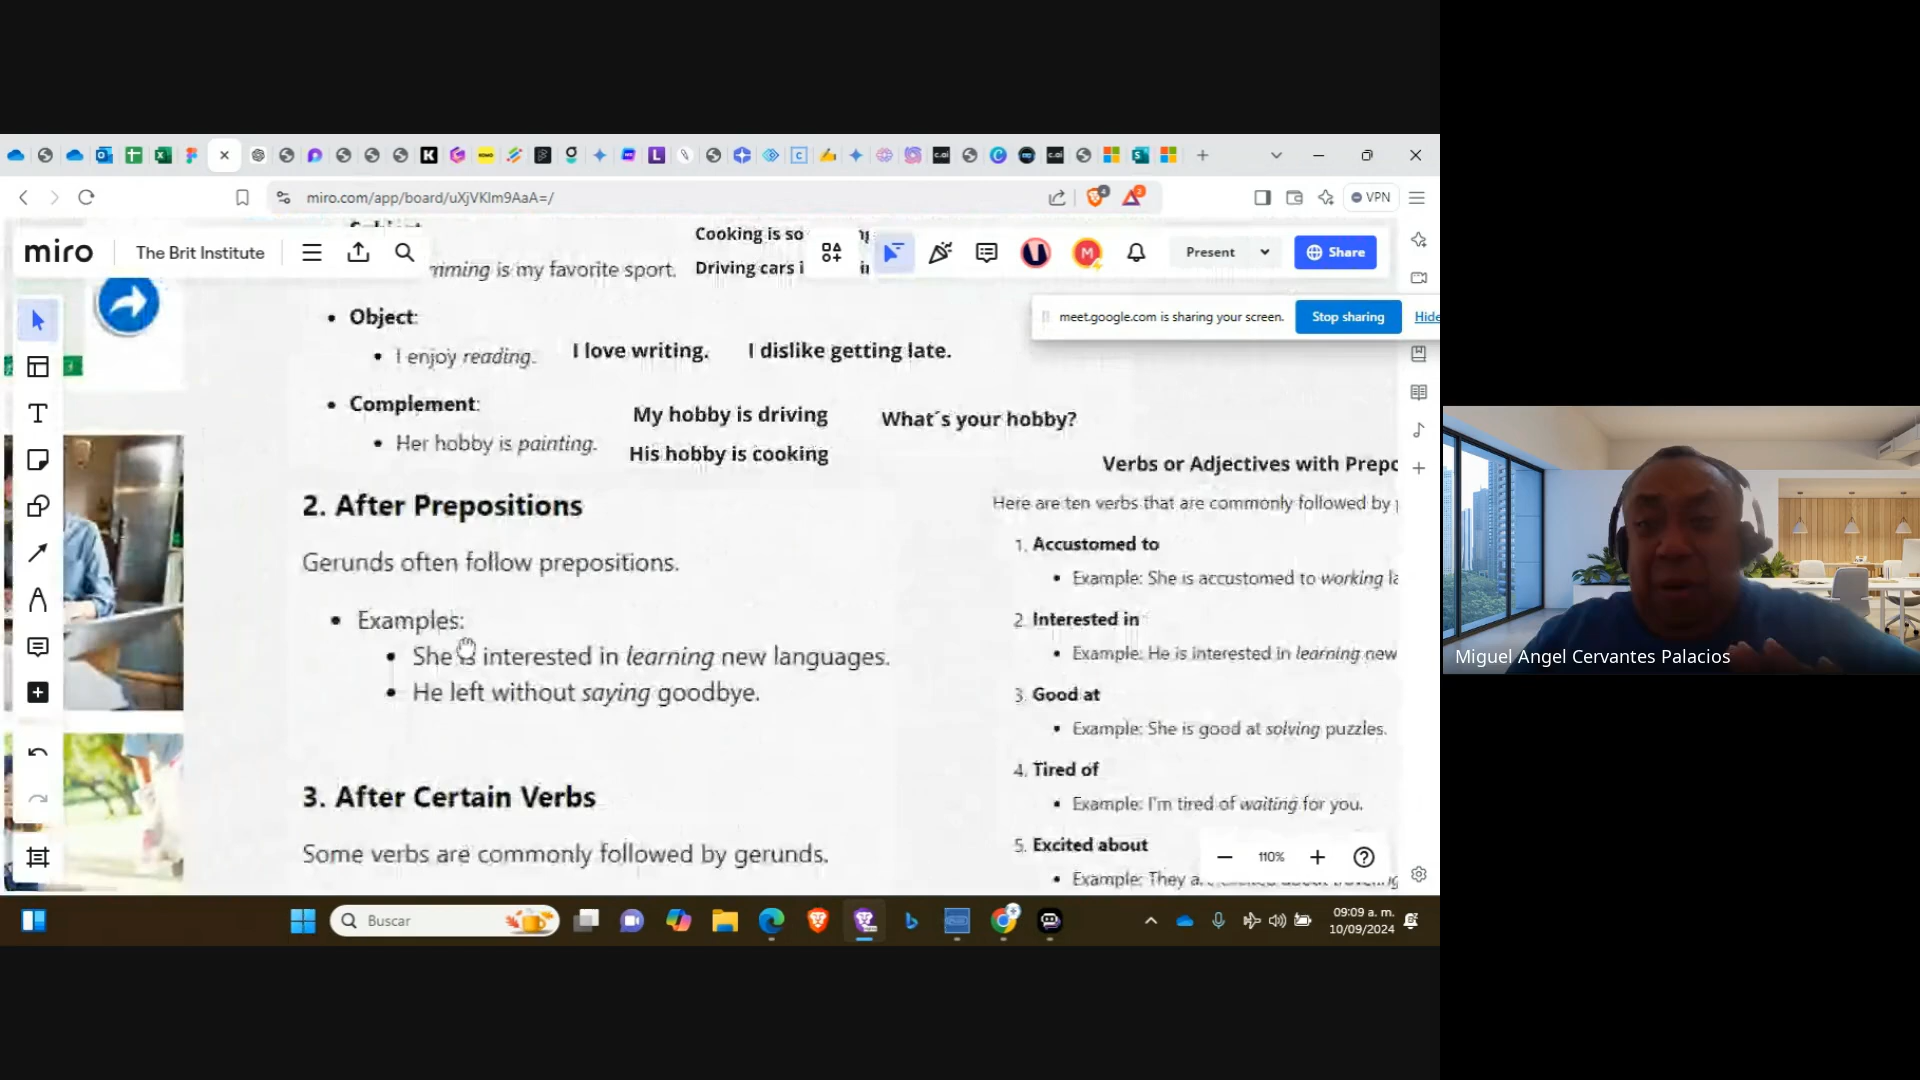 miro.com/app/board/uXjVKlm9AaA=/
VPN
Cooking is so
miro
The Brit Institute
Present
Share
is my favorite sport.
Driving cars i
meet.google.com is sharing your screen.
Stop sharing
Hide
Object:
I enjoy reading.
I love writing.
I dislike getting late.
Complement:
My hobby is driving
What´s your hobby?
Her hobby is painting.
His hobby is cooking
Verbs or Adjectives with Prepo
2. After Prepositions
Here are ten verbs that are commonly followed by
Gerunds often follow prepositions.
1. Accustomed to
Example: She is accustomed to working la
Examples:
2. Interested in
She is interested in learning new languages.
Example: He is interested in learning new
He left without saying goodbye.
3. Good at
Example: She is good at solving puzzles.
4. Tired of
3. After Certain Verbs
Example: I'm tired of waiting for you.
Some verbs are commonly followed by gerunds.
5. Excited about
110%
Example: They
Buscar
09:09 a. m.
10/09/2024
Miguel Angel Cervantes Palacios